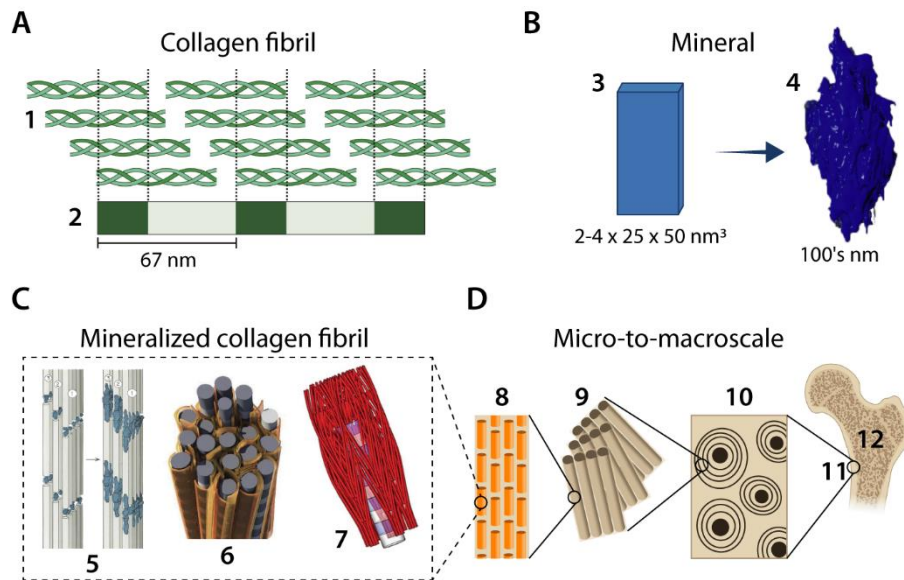 A
Collagen fibril
1
2
67 nm
B
Mineral
3
4
2-4 x 25 x 50 nm³
100's nm
C
Mineralized collagen fibril
5
6
7
D
Micro-to-macroscale
8
9
10
11
12